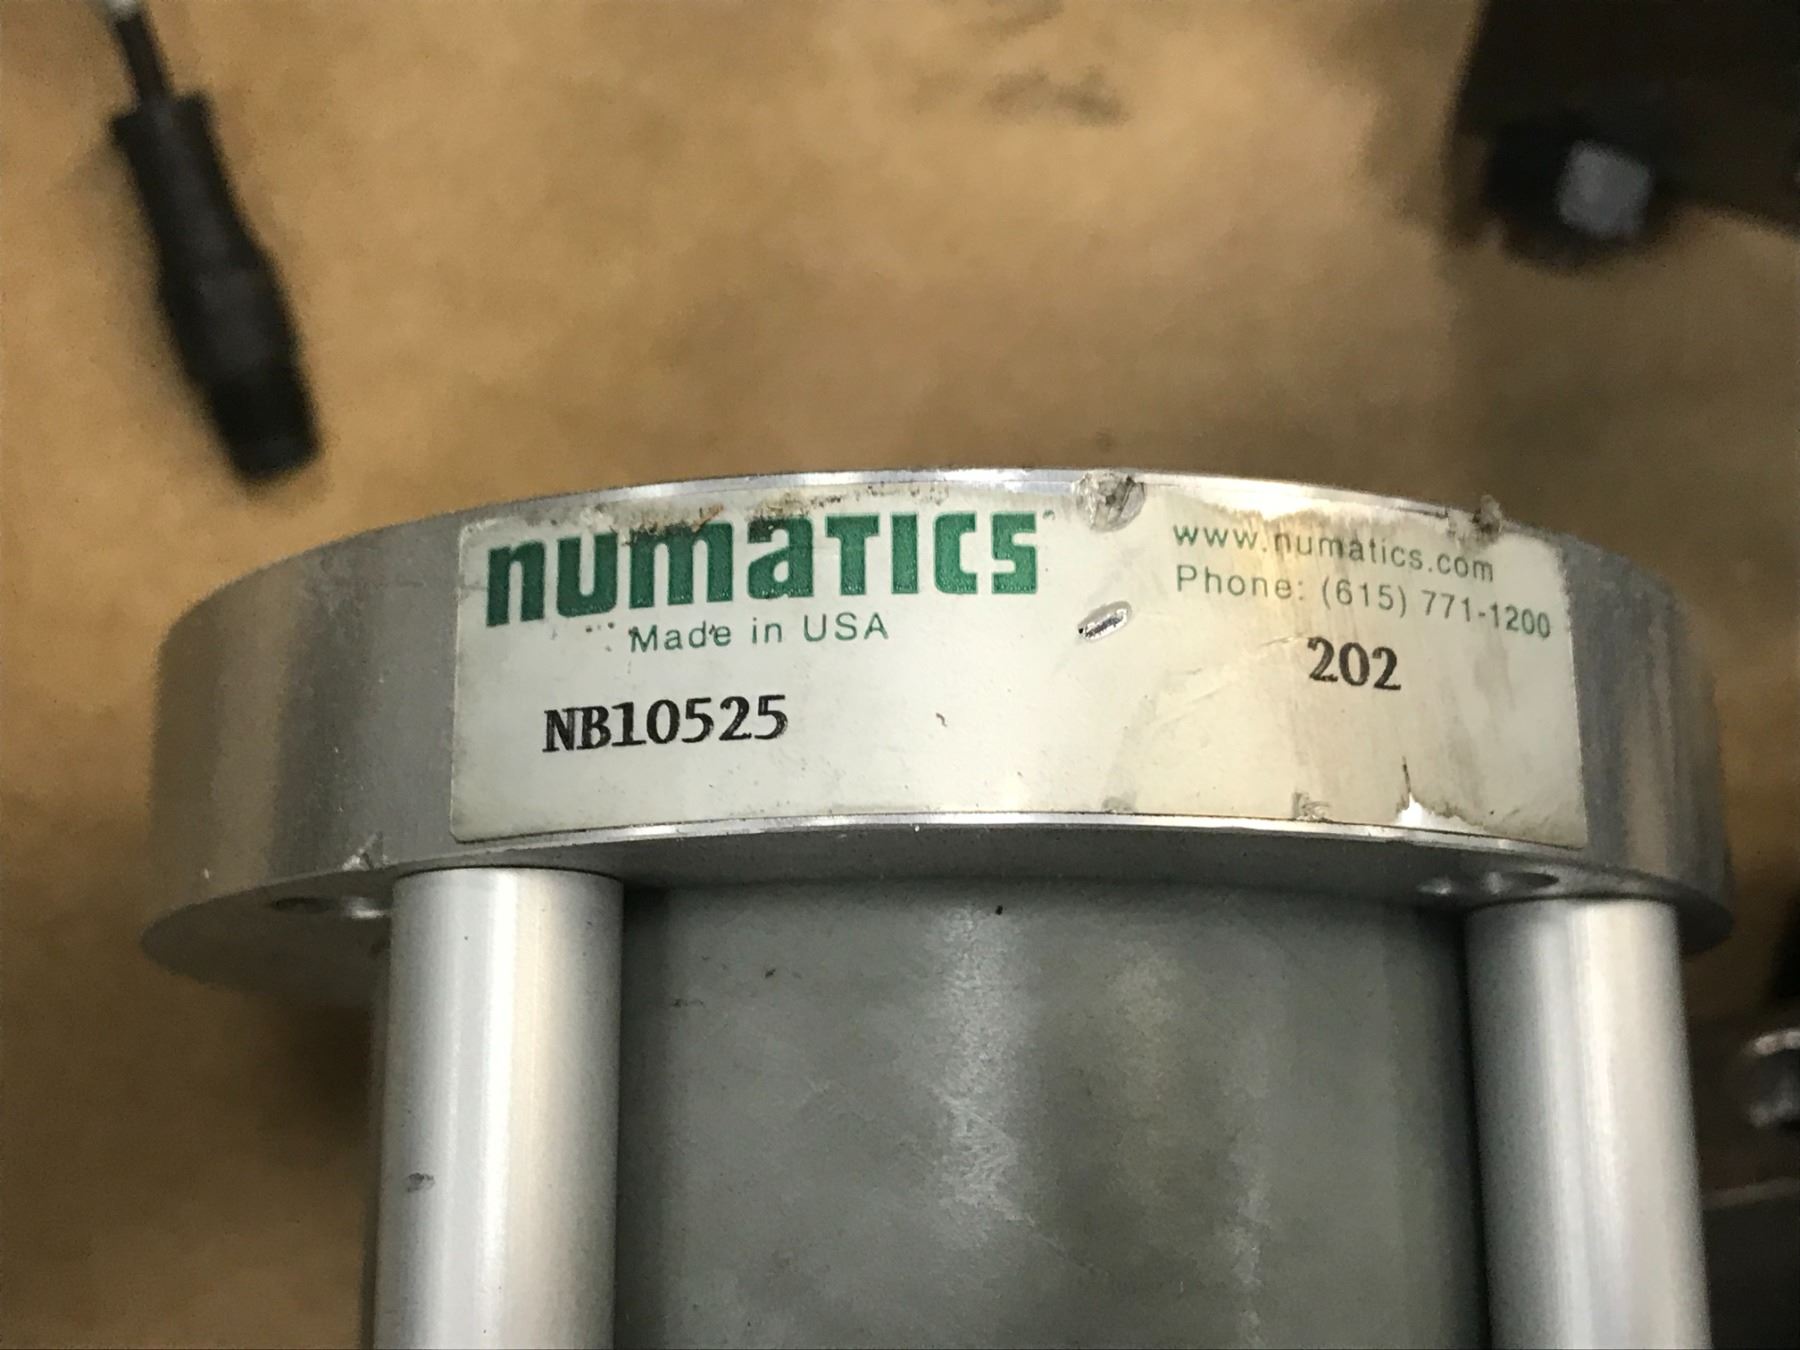 numatics
Made in USA
NB10525
www.numatics.com
Phone: (615) 771-1200
202